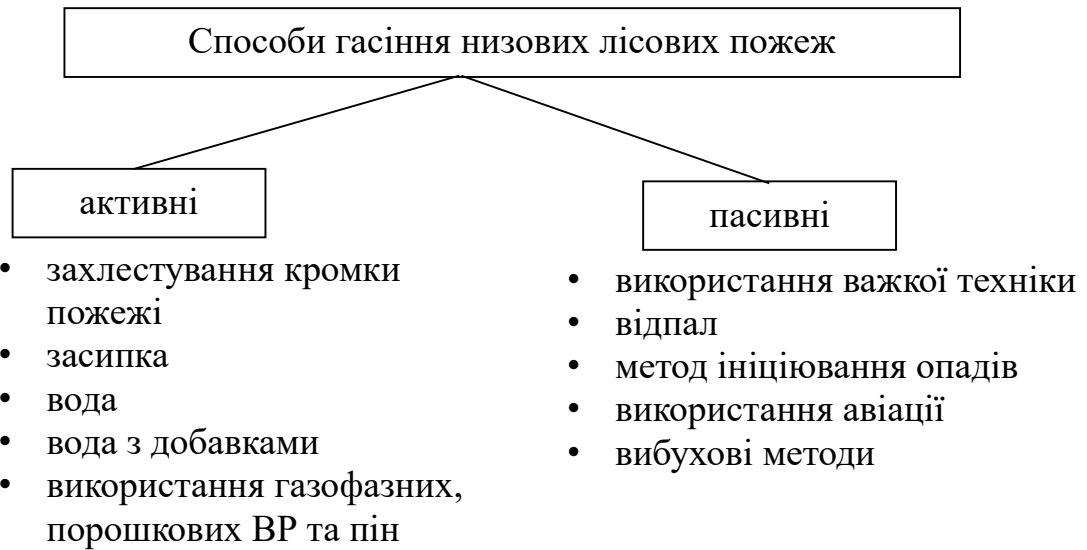 Способи гасіння низових лісових пожеж
активні
• захлестування кромки
пожежі
• засипка
• вода
• вода з добавками
• використання газофазних,
порошкових ВР та пін
пасивні
• використання важкої техніки
• відпал
• метод ініціювання опадів
• використання авіації
• вибухові методи